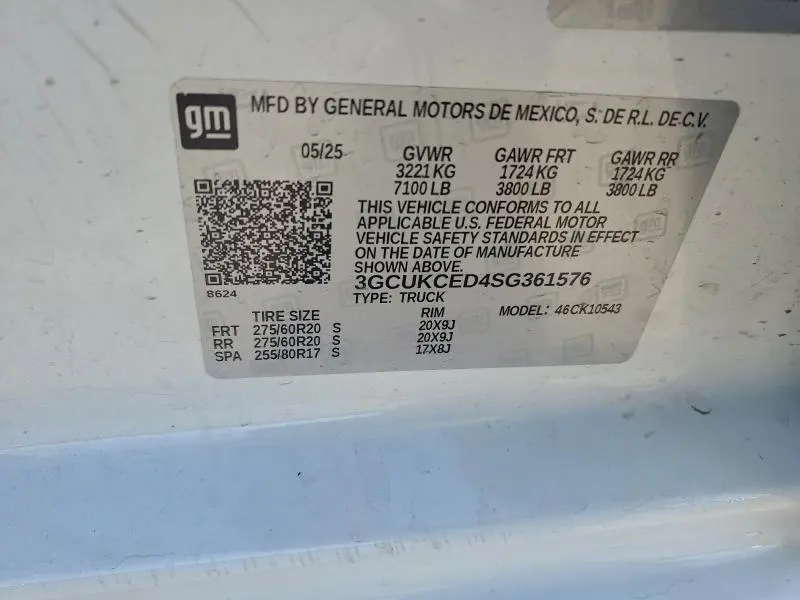 gm
MFD BY GENERAL MOTORS DE MEXICO, S. DE R.L. DE C.V.
05/25 GVWR GAWR FRT GAWR RR
3221 KG 1724 KG 1724 KG
7100 LB 3800 LB 3800 LB
THIS VEHICLE CONFORMS TO ALL
APPLICABLE U.S. FEDERAL MOTOR
VEHICLE SAFETY STANDARDS IN EFFECT
ON THE DATE OF MANUFACTURE
SHOWN ABOVE.
3GCUKCED4SG361576
8624
TYPE: TRUCK MODEL: 46CK10543
TIRE SIZE RIM
FRT 275/60R20 S 20X9J
RR 275/60R20 S 20X9J
SPA 255/80R17 S 17X8J